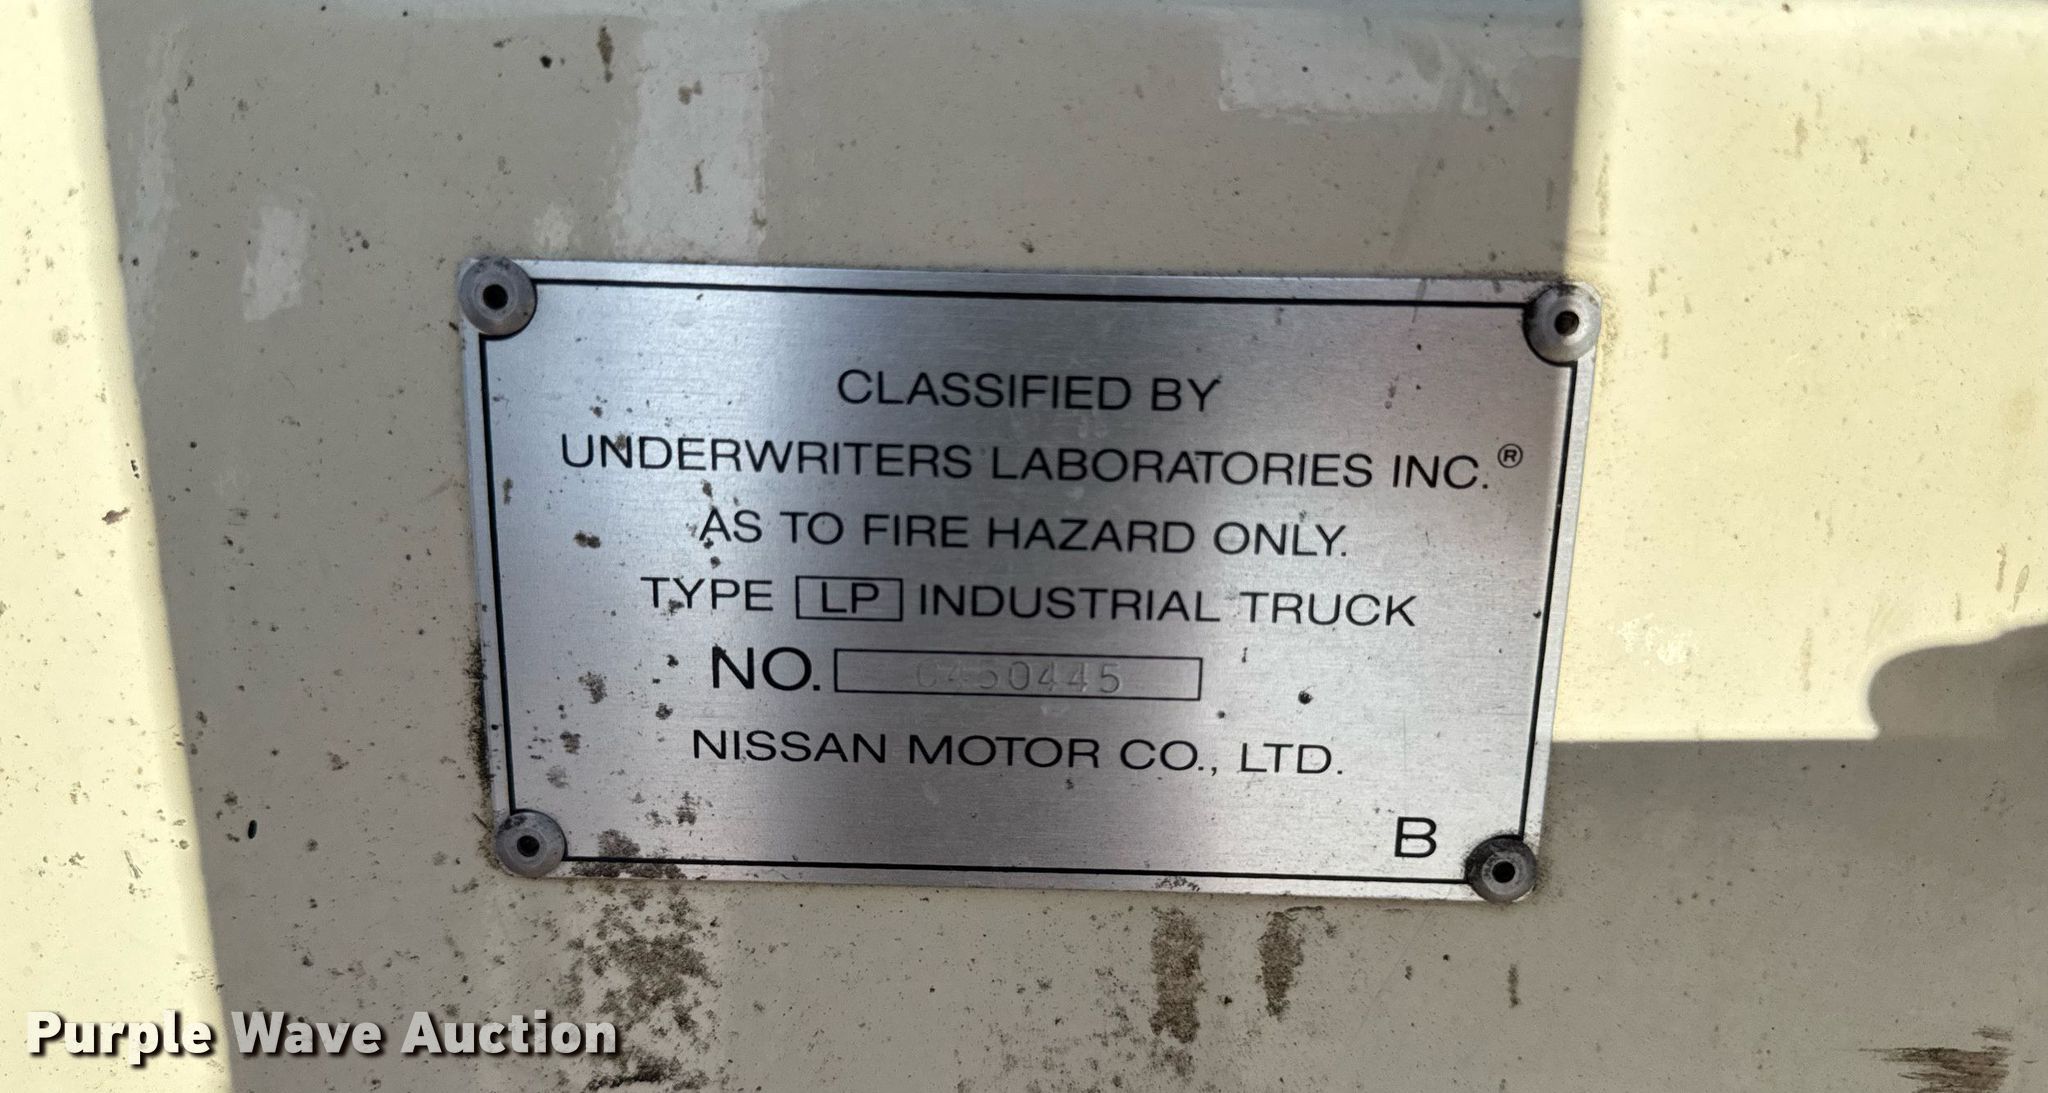 CLASSIFIED BY
UNDERWRITERS LABORATORIES INC.®
AS TO FIRE HAZARD ONLY.
TYPE LP INDUSTRIAL TRUCK
NO. C450445
NISSAN MOTOR CO., LTD.
B
Purple Wave Auction